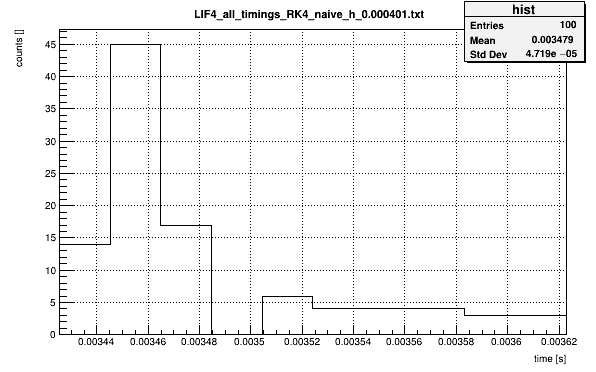 LIF4_all_timings_RK4_naive_h_0.000401.txt
hist
Entries 100
Mean 0.003479
Std Dev 4.719e −05
counts []
45
40
35
30
25
20
15
10
5
0
0.00344 0.00346 0.00348 0.0035 0.00352 0.00354 0.00356 0.00358 0.0036 0.00362
time [s]